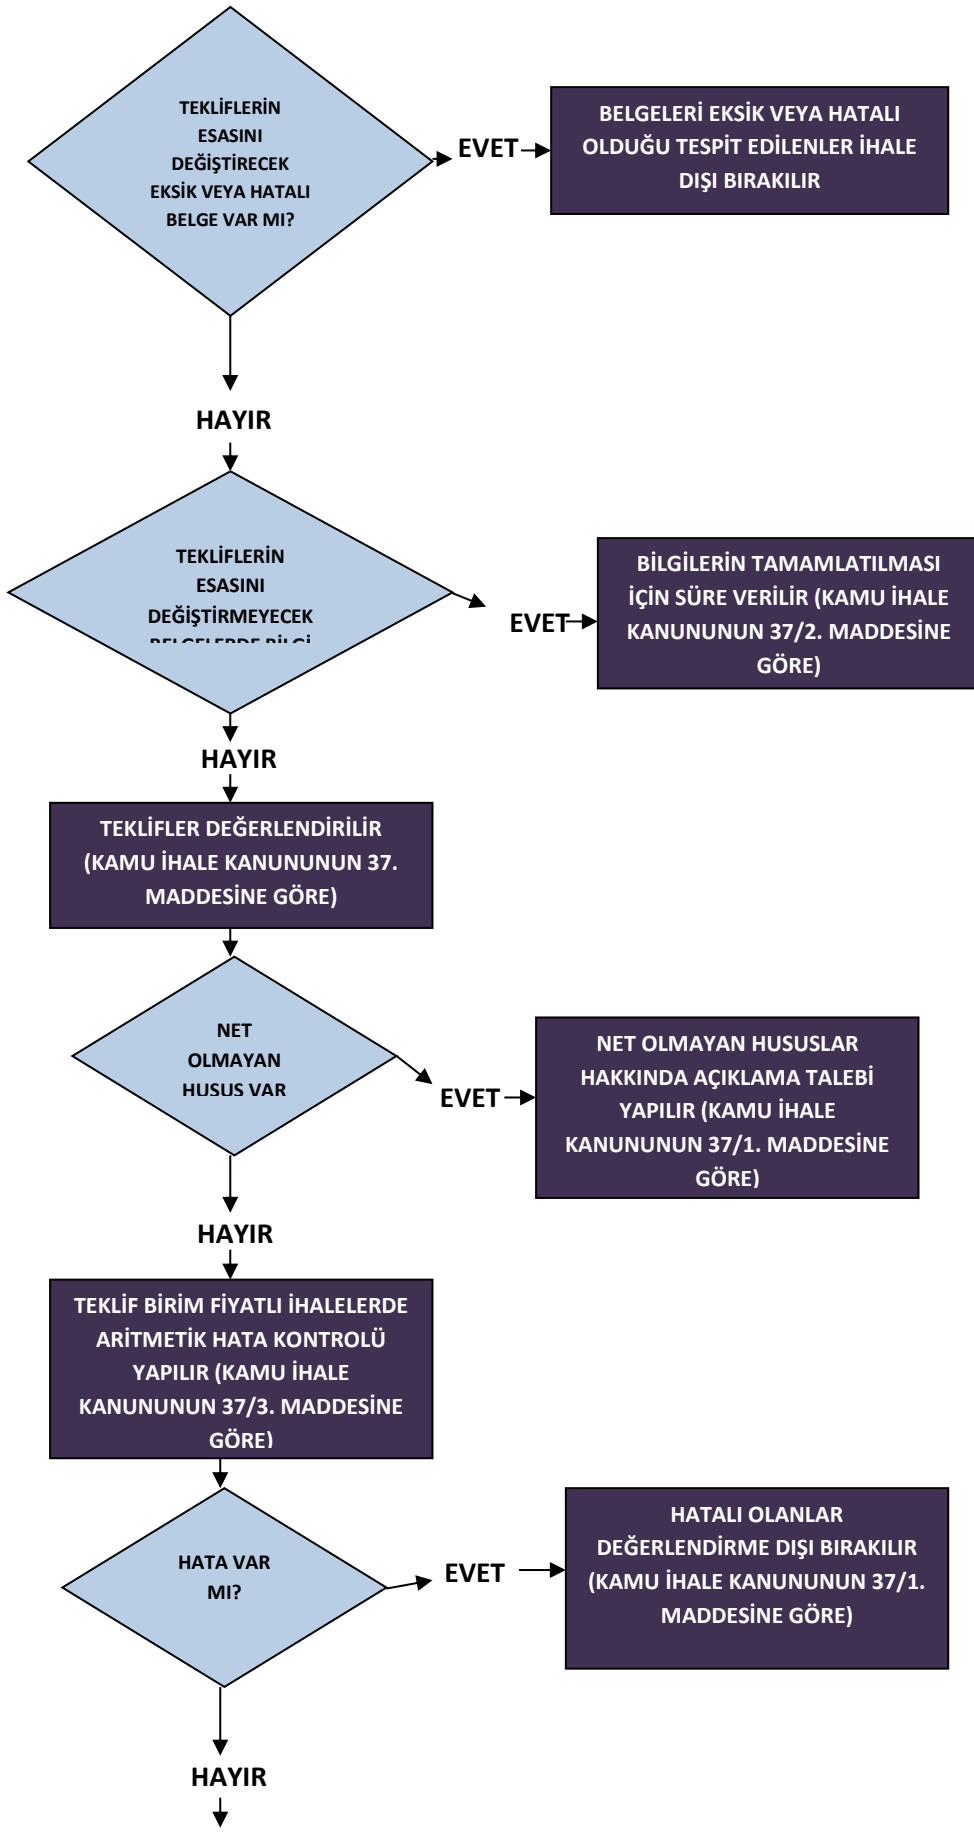 TEKLİFLERİN
ESASINI
DEĞİŞTİRECEK
EKSİK VEYA HATALI
BELGE VAR MI?
EVET
BELGELERİ EKSİK VEYA HATALI
OLDUĞU TESPİT EDİLENLER İHALE
DIŞI BIRAKILIR
HAYIR
TEKLİFLERİN
ESASINI
DEĞİŞTİRMEYECEK
BELGELERDE BİLGİ
EVET
BİLGİLERİN TAMAMLATILMASI
İÇİN SÜRE VERİLİR (KAMU İHALE
KANUNUNUN 37/2. MADDESİNE
GÖRE)
HAYIR
TEKLİFLER DEĞERLENDİRİLİR
(KAMU İHALE KANUNUNUN 37.
MADDESİNE GÖRE)
NET
OLMAYAN
HUSUS VAR
EVET
NET OLMAYAN HUSUSLAR
HAKKINDA AÇIKLAMA TALEBİ
YAPILIR (KAMU İHALE
KANUNUNUN 37/1. MADDESİNE
GÖRE)
HAYIR
TEKLİF BİRİM FİYATLI İHALELERDE
ARİTMETİK HATA KONTROLÜ
YAPILIR (KAMU İHALE
KANUNUNUN 37/3. MADDESİNE
GÖRE)
HATA VAR
MI?
EVET
HATALI OLANLAR
DEĞERLENDİRME DIŞI BIRAKILIR
(KAMU İHALE KANUNUNUN 37/1.
MADDESİNE GÖRE)
HAYIR